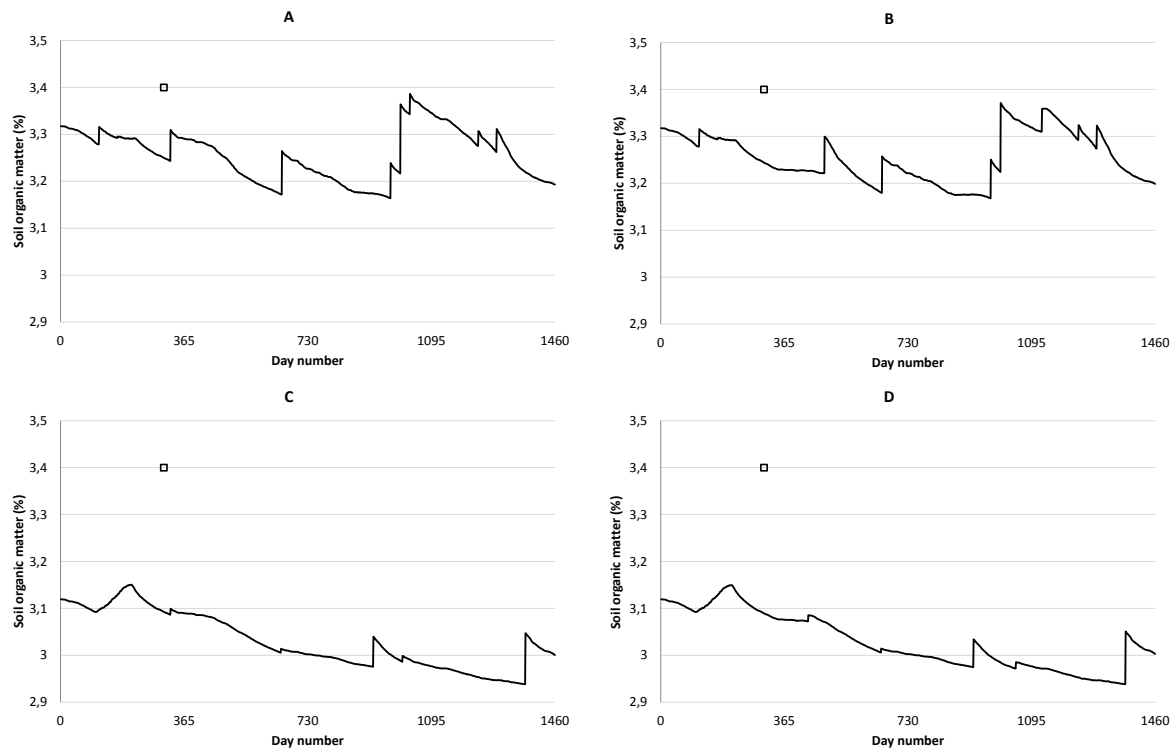 A
Soil organic matter (%)
3,5
3,4
3,3
3,2
3,1
3
2,9
0 365 730 1095 1460
Day number
B
Soil organic matter (%)
3,5
3,4
3,3
3,2
3,1
3
2,9
0 365 730 1095 1460
Day number
C
Soil organic matter (%)
3,5
3,4
3,3
3,2
3,1
3
2,9
0 365 730 1095 1460
Day number
D
Soil organic matter (%)
3,5
3,4
3,3
3,2
3,1
3
2,9
0 365 730 1095 1460
Day number